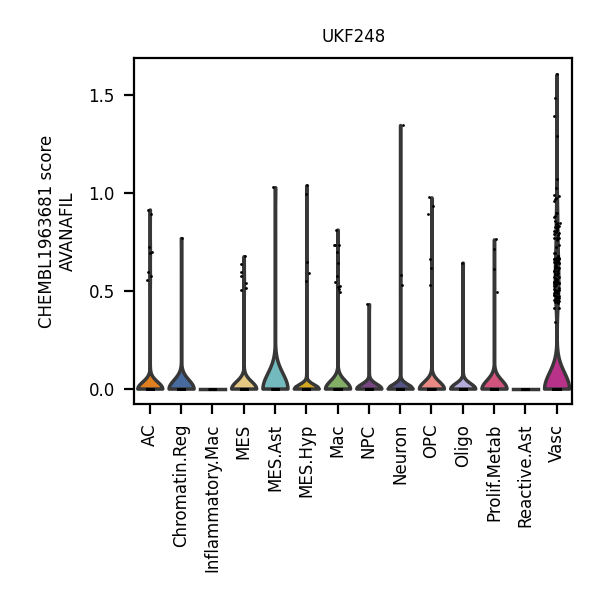 UKF248
CHEMBL1963681 score
AVANAFIL
1.5
1.0
0.5
0.0
AC
Chromatin.Reg
Inflammatory.Mac
MES
MES.Ast
MES.Hyp
Mac
NPC
Neuron
OPC
Oligo
Prolif.Metab
Reactive.Ast
Vasc